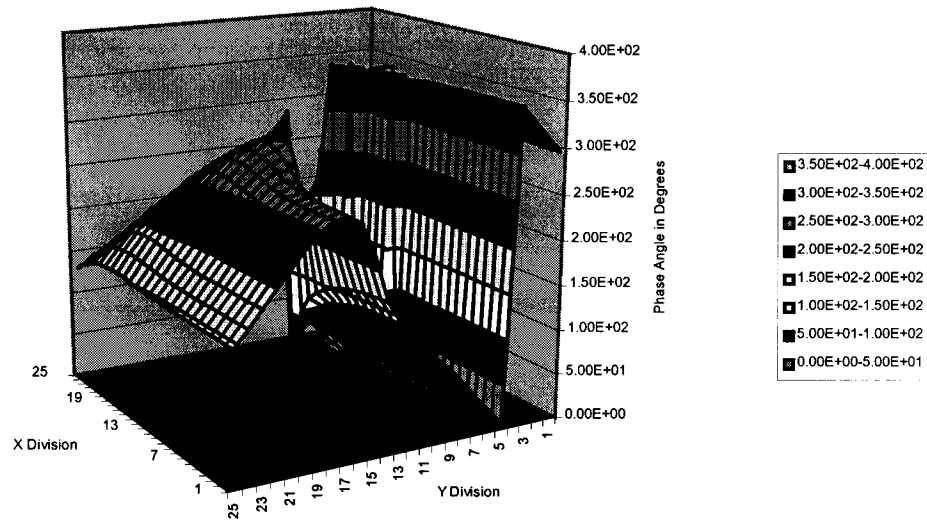 4.00E+02
3.50E+02
3.00E+02
2.50E+02
2.00E+02
1.50E+02
1.00E+02
5.00E+01
0.00E+00
Phase Angle in Degrees
3.50E+02-4.00E+02
3.00E+02-3.50E+02
2.50E+02-3.00E+02
2.00E+02-2.50E+02
1.50E+02-2.00E+02
1.00E+02-1.50E+02
5.00E+01-1.00E+02
0.00E+00-5.00E+01
25
19
13
7
1
X Division
25
23
21
19
17
15
13
11
9
7
5
3
1
Y Division